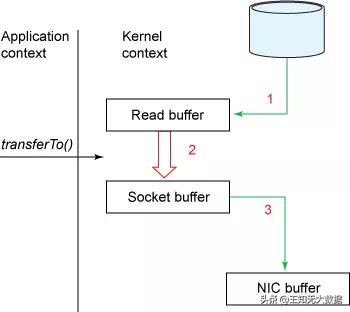 Application
context
Kernel
context
1
Read buffer
2
transferTo()
Socket buffer
3
NIC buffer
头条 @王知无大数据